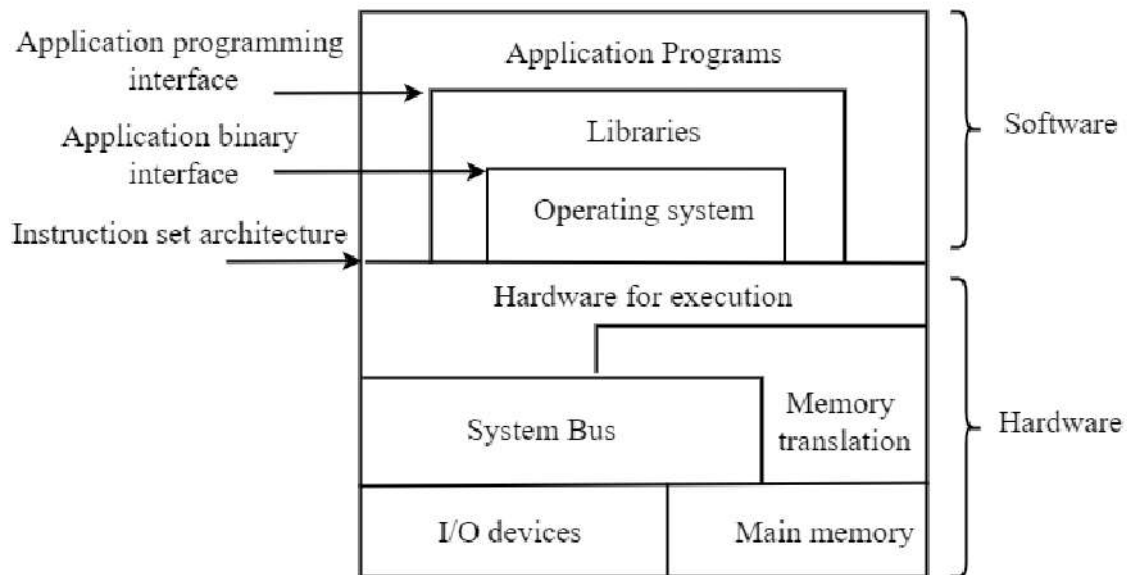 Application programming
interface
Application binary
interface
Instruction set architecture
Application Programs
Libraries
Operating system
Hardware for execution
System Bus
Memory
translation
I/O devices
Main memory
Software
Hardware